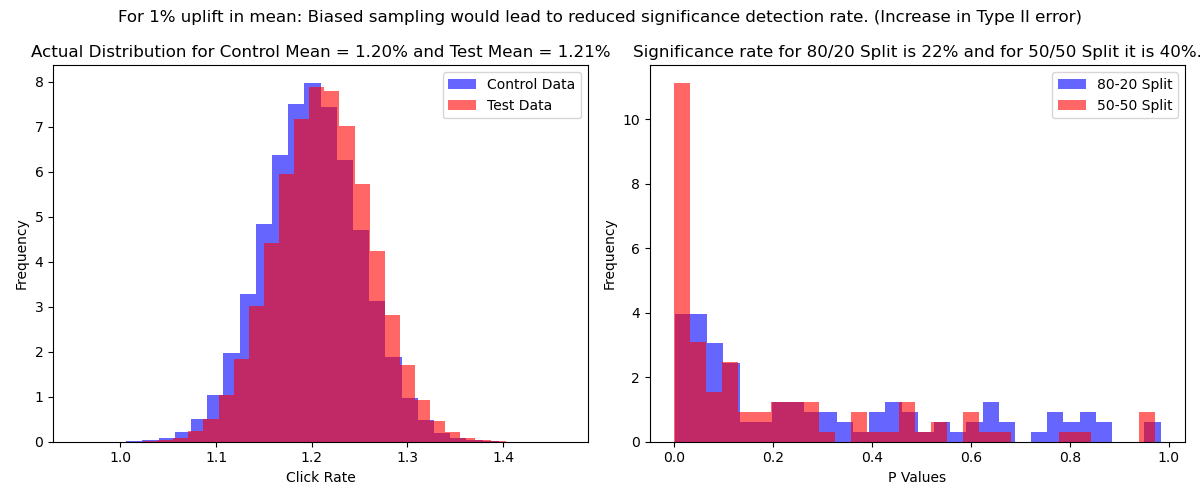 For 1% uplift in mean: Biased sampling would lead to reduced significance detection rate. (Increase in Type II error)
Actual Distribution for Control Mean = 1.20% and Test Mean = 1.21%
Control Data
Test Data
Frequency
8
7
6
5
4
3
2
1
0
1.0
1.1
1.2
1.3
1.4
Click Rate
Significance rate for 80/20 Split is 22% and for 50/50 Split it is 40%.
80-20 Split
50-50 Split
Frequency
10
8
6
4
2
0
0.0
0.2
0.4
0.6
0.8
1.0
P Values